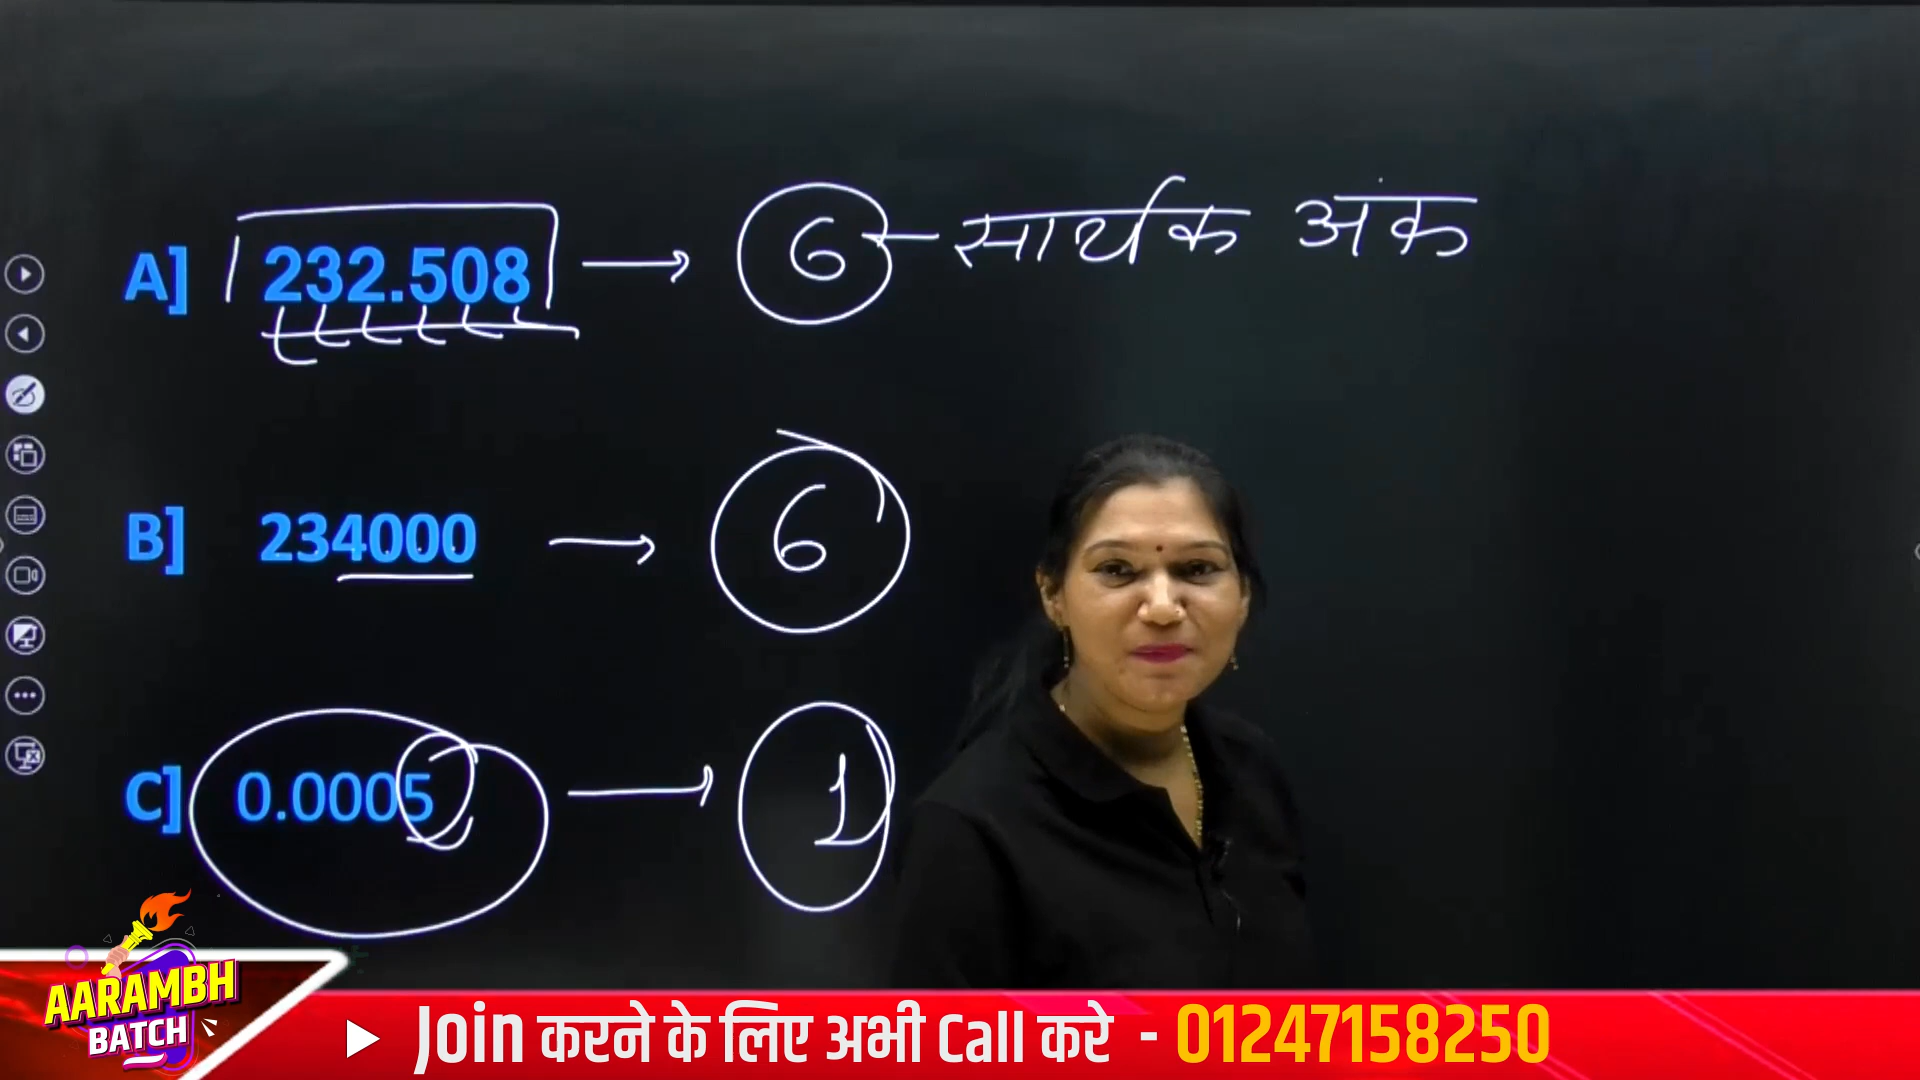 A] 232.508 → 6 – सार्थक अंक
B] 234000 → 6
C] 0.0005 → 1
AARAMBH
BATCH
Join करने के लिए अभी Call करे - 01247158250